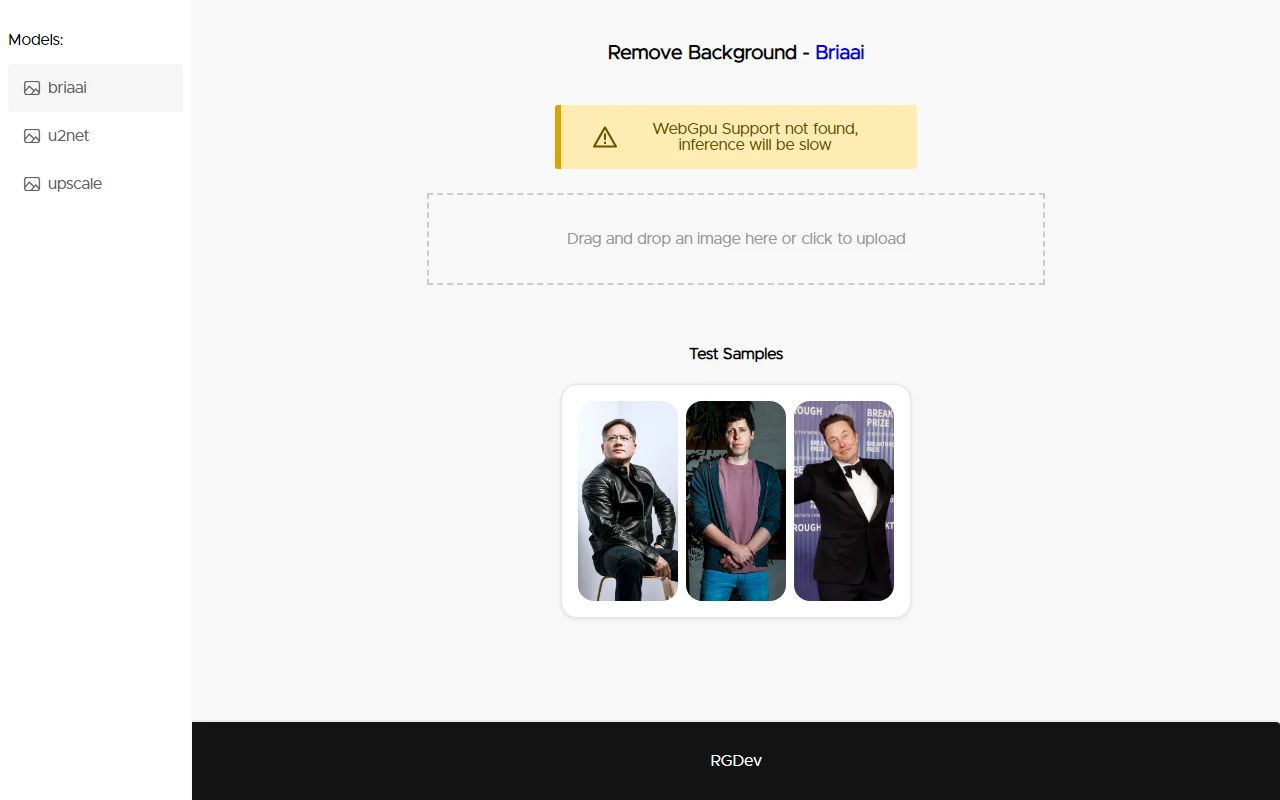 Models:
briaai
u2net
upscale
Remove Background - Briaai
WebGpu Support not found,
inference will be slow
Drag and drop an image here or click to upload
Test Samples
BREAK
PRIZE
RGDev